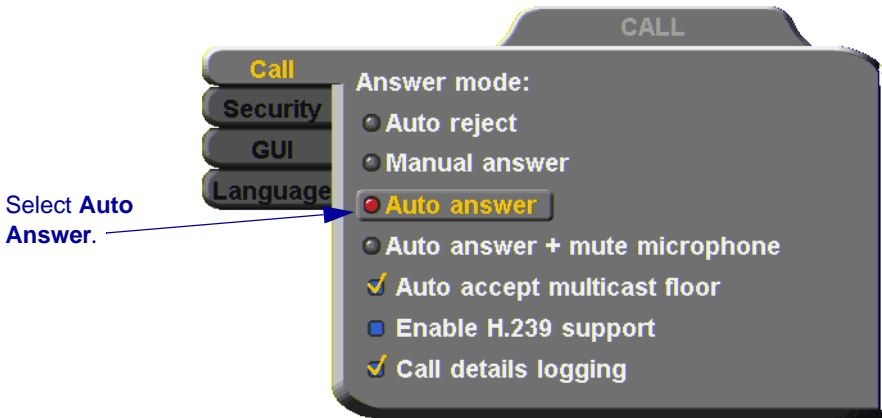 CALL
Call
Security
GUI
Language
Answer mode:
Auto reject
Manual answer
Auto answer
Auto answer + mute microphone
Auto accept multicast floor
Enable H.239 support
Call details logging
Select Auto
Answer.